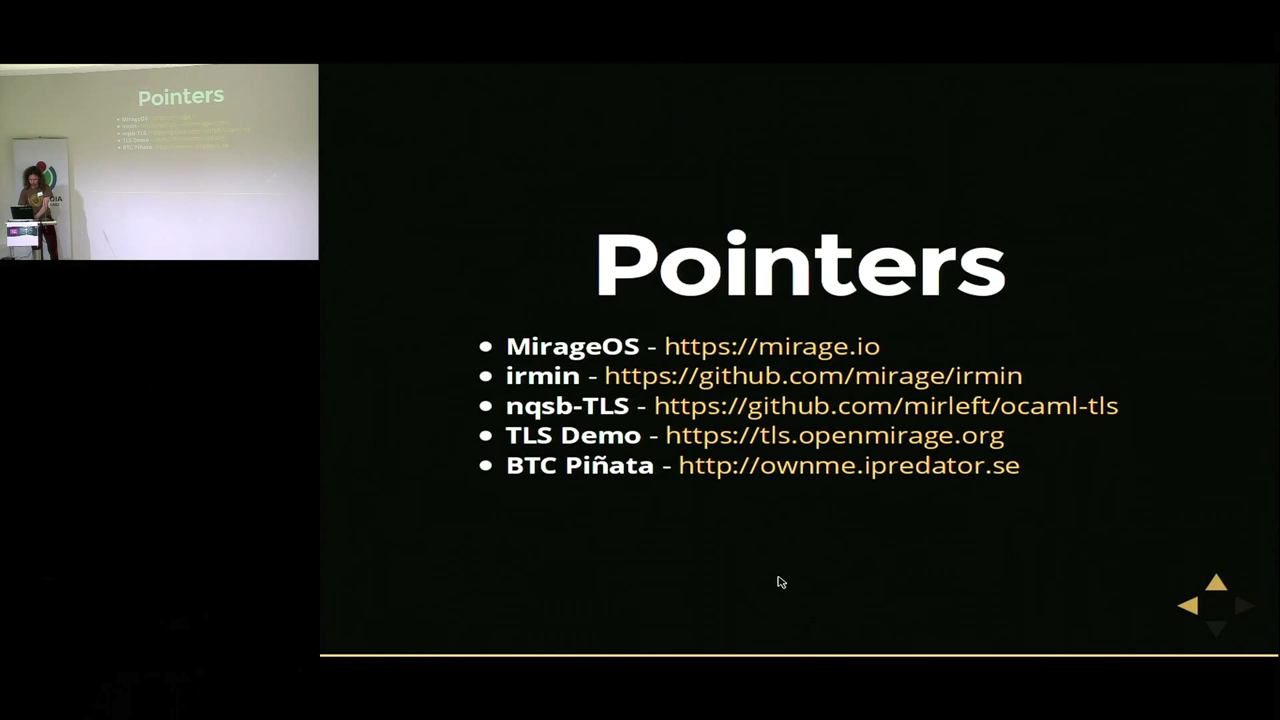 Pointers
MirageOS - https://mirage.io
irmin - https://github.com/mirage/irmin
nqsb-TLS - https://github.com/mirleft/ocaml-tls
TLS Demo - https://tls.openmirage.org
BTC Piñata - http://ownme.ipredator.se
Pointers